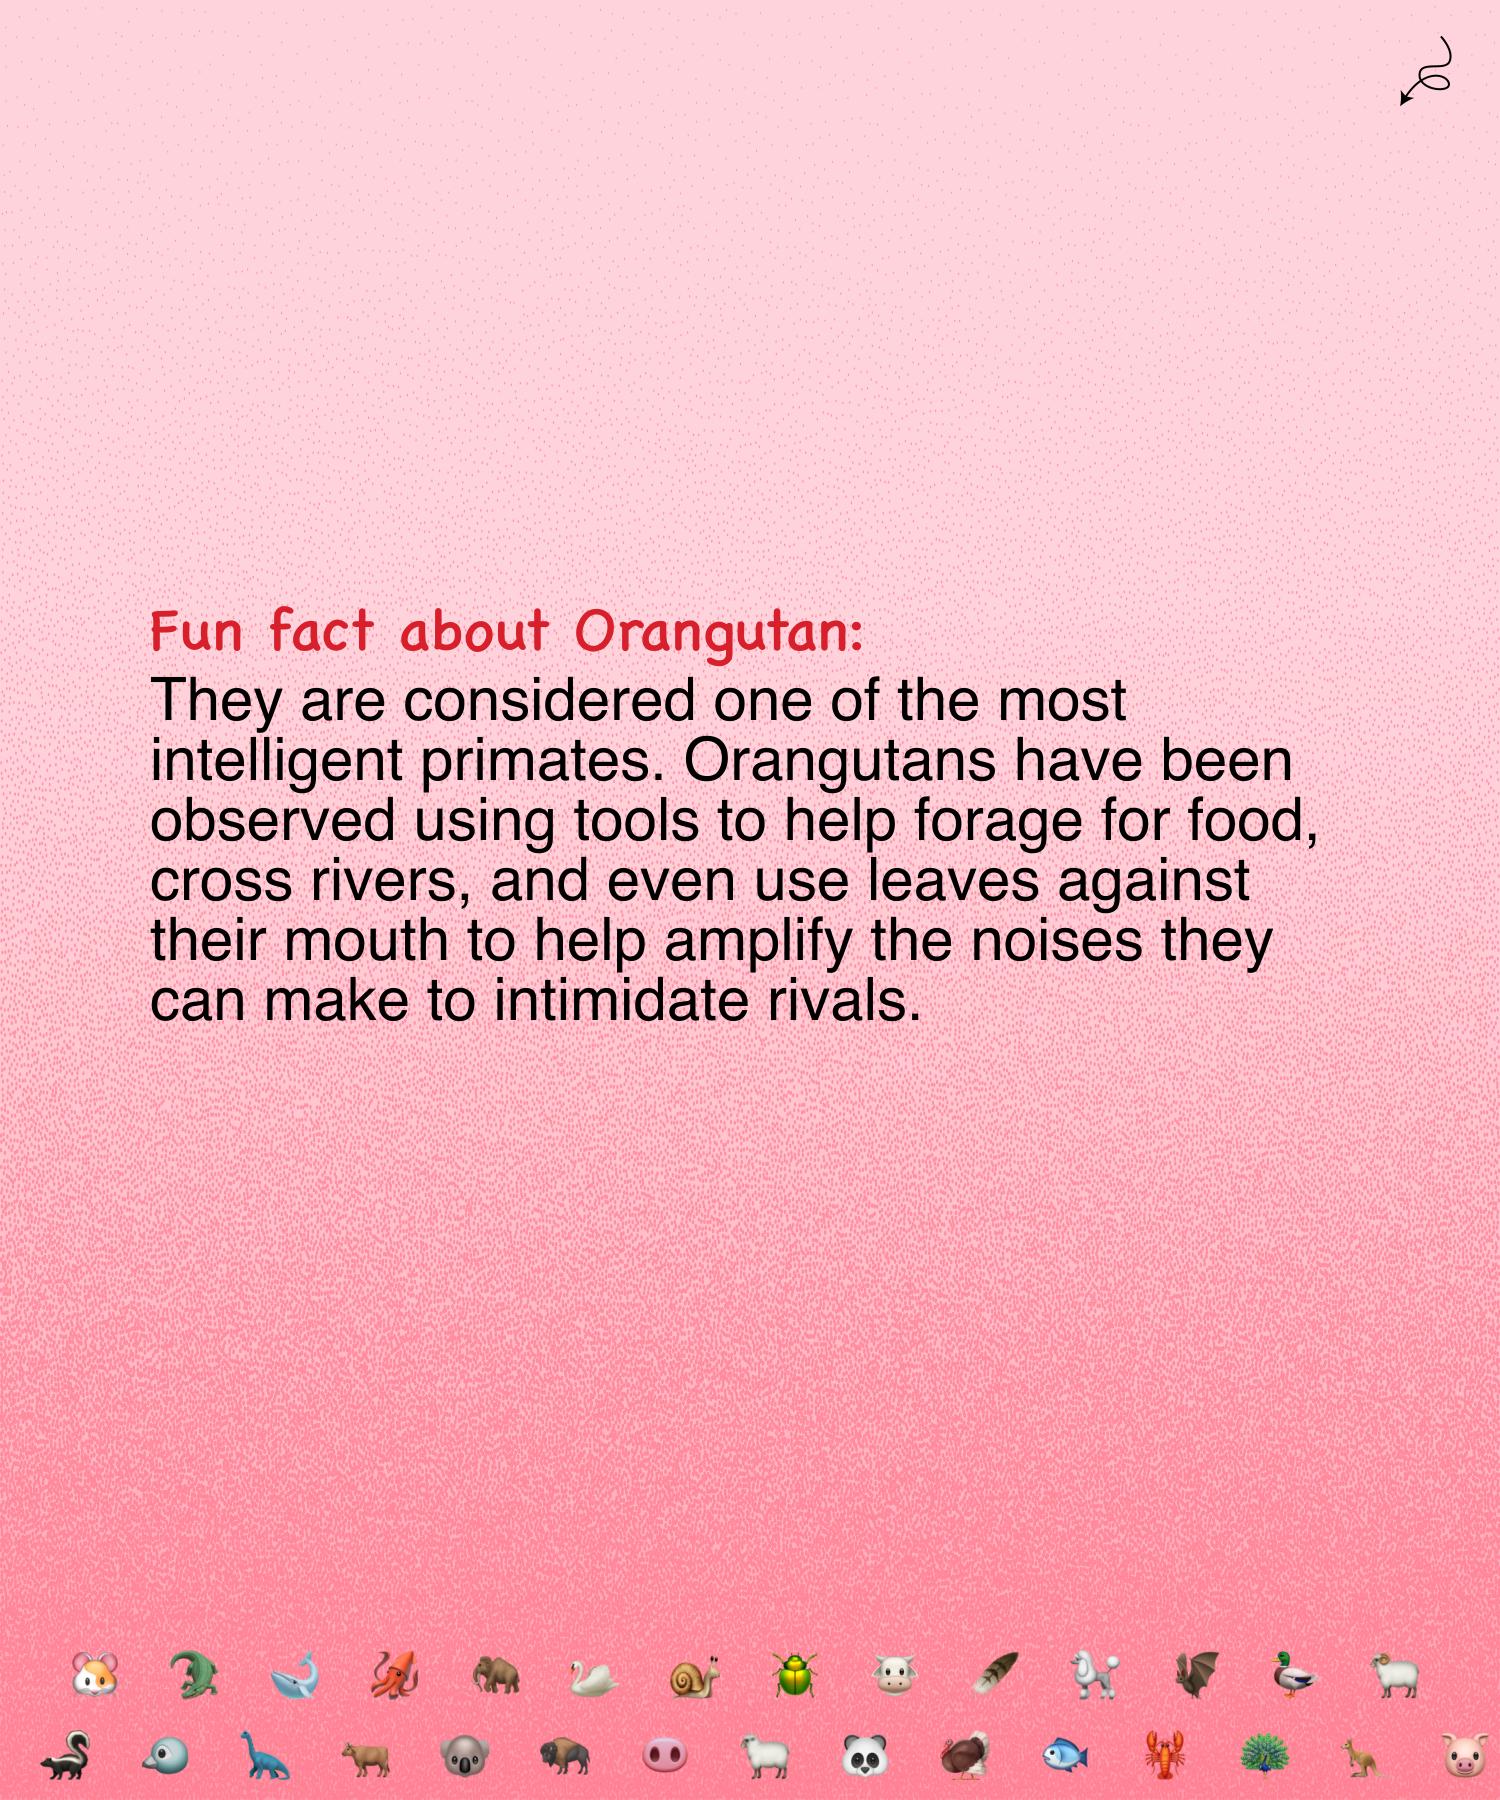 Fun fact about Orangutan:
They are considered one of the most
intelligent primates. Orangutans have been
observed using tools to help forage for food,
cross rivers, and even use leaves against
their mouth to help amplify the noises they
can make to intimidate rivals.